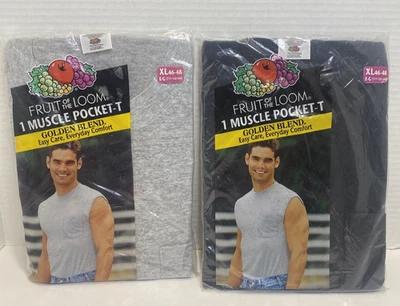 XL 46-48
FRUIT OF THE LOOM®
1 MUSCLE POCKET-T
GOLDEN BLEND®
Easy Care, Everyday Comfort
XL 46-48
FRUIT OF THE LOOM®
1 MUSCLE POCKET-T
GOLDEN BLEND®
Easy Care, Everyday Comfort